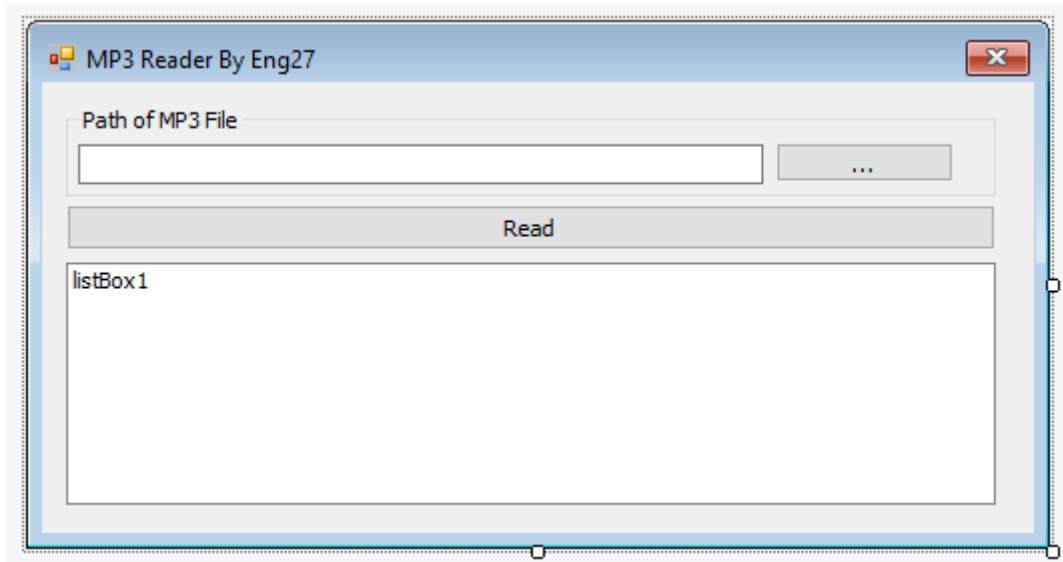 MP3 Reader By Eng27
Path of MP3 File
...
Read
listBox1